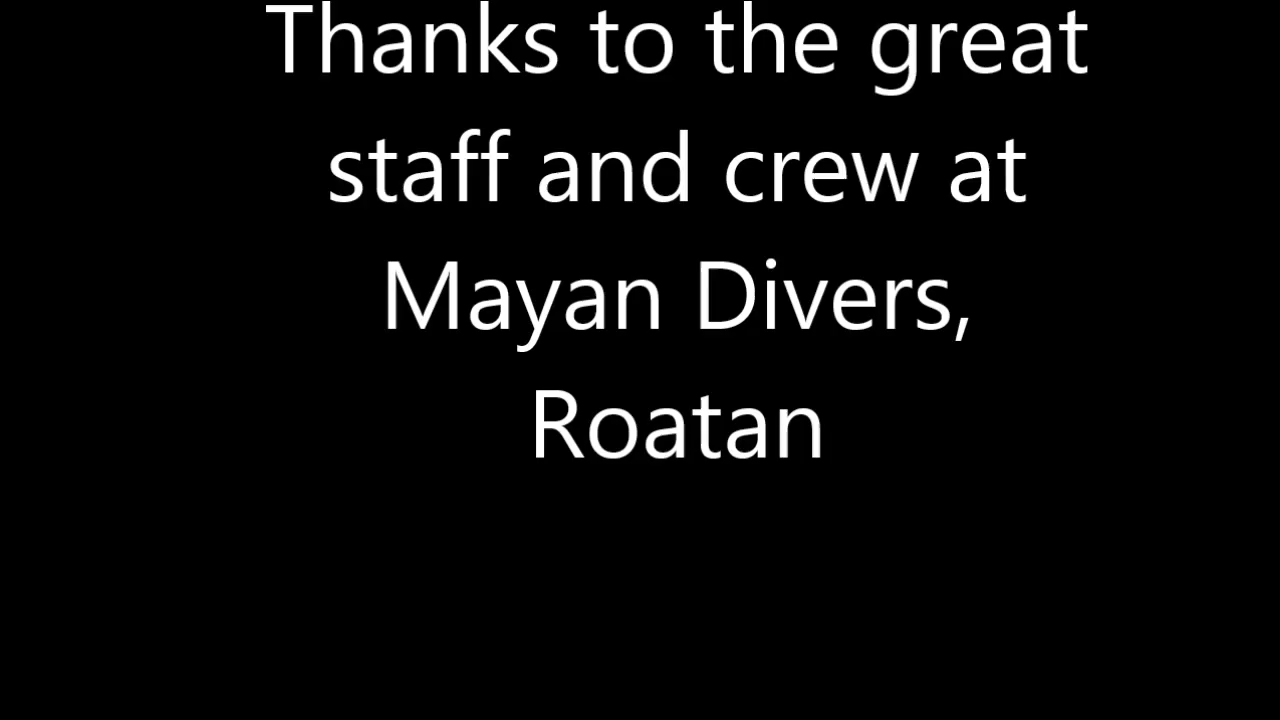 Thanks to the great
staff and crew at
Mayan Divers,
Roatan